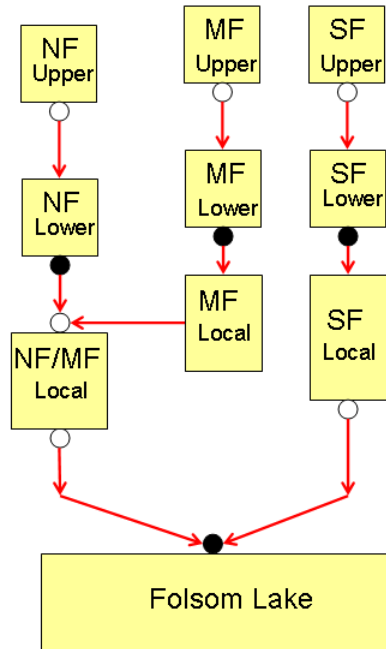 NF
Upper
MF
Upper
SF
Upper
NF
Lower
MF
Lower
SF
Lower
NF/MF
Local
MF
Local
SF
Local
Folsom Lake